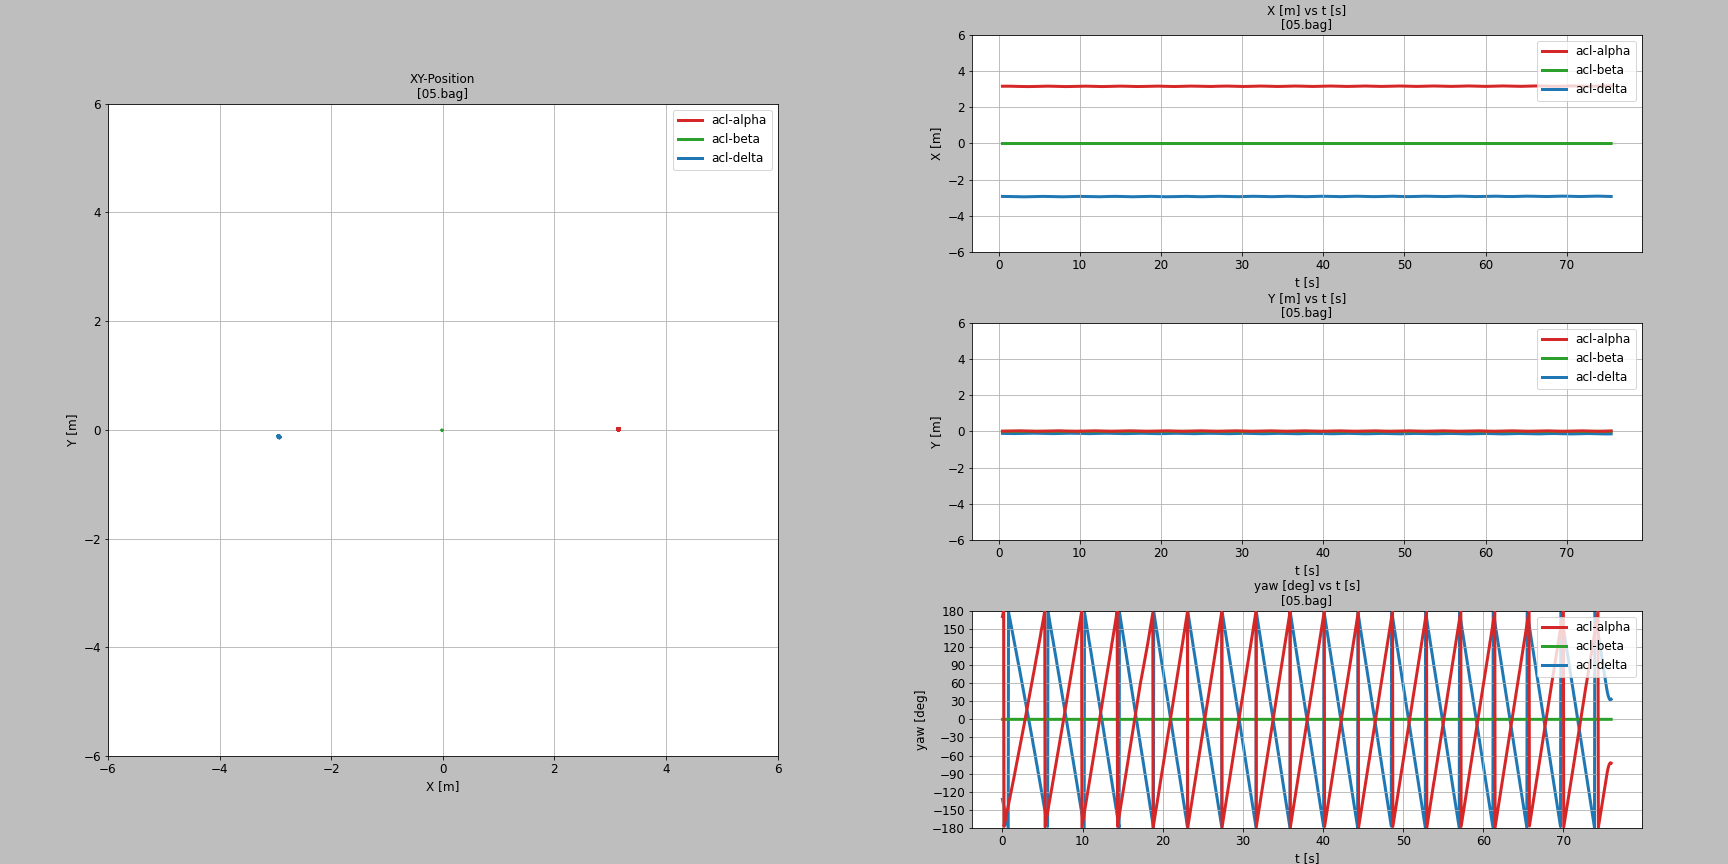 XY-Position
[05.bag]
acl-alpha
acl-beta
acl-delta
6
4
2
0
−2
−4
−6
Y [m]
−6 −4 −2 0 2 4 6
X [m]
X [m] vs t [s]
[05.bag]
acl-alpha
acl-beta
acl-delta
6
4
2
0
−2
−4
−6
X [m]
0 10 20 30 40 50 60 70
t [s]
Y [m] vs t [s]
[05.bag]
acl-alpha
acl-beta
acl-delta
6
4
2
0
−2
−4
−6
Y [m]
0 10 20 30 40 50 60 70
t [s]
yaw [deg] vs t [s]
[05.bag]
acl-alpha
acl-beta
acl-delta
180
150
120
90
60
30
0
−30
−60
−90
−120
−150
−180
yaw [deg]
0 10 20 30 40 50 60 70
t [s]